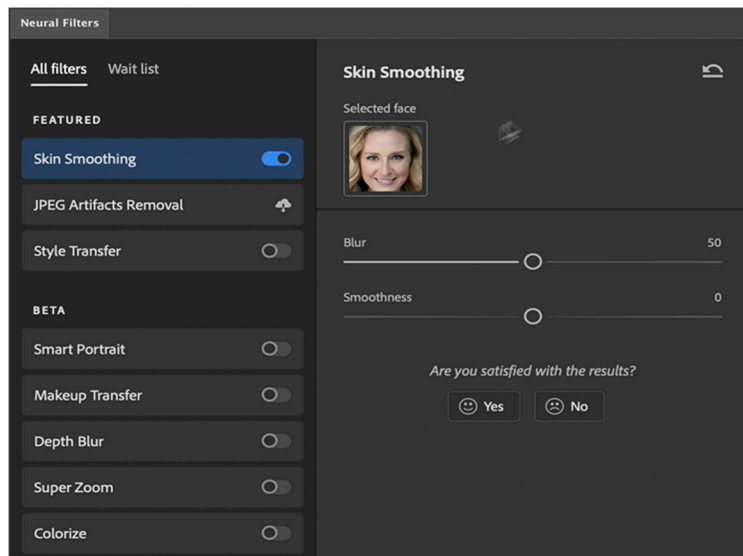 Neural Filters
All filters Wait list
FEATURED
Skin Smoothing
JPEG Artifacts Removal
Style Transfer
BETA
Smart Portrait
Makeup Transfer
Depth Blur
Super Zoom
Colorize
Skin Smoothing
Selected face
Blur 50
Smoothness 0
Are you satisfied with the results?
Yes No